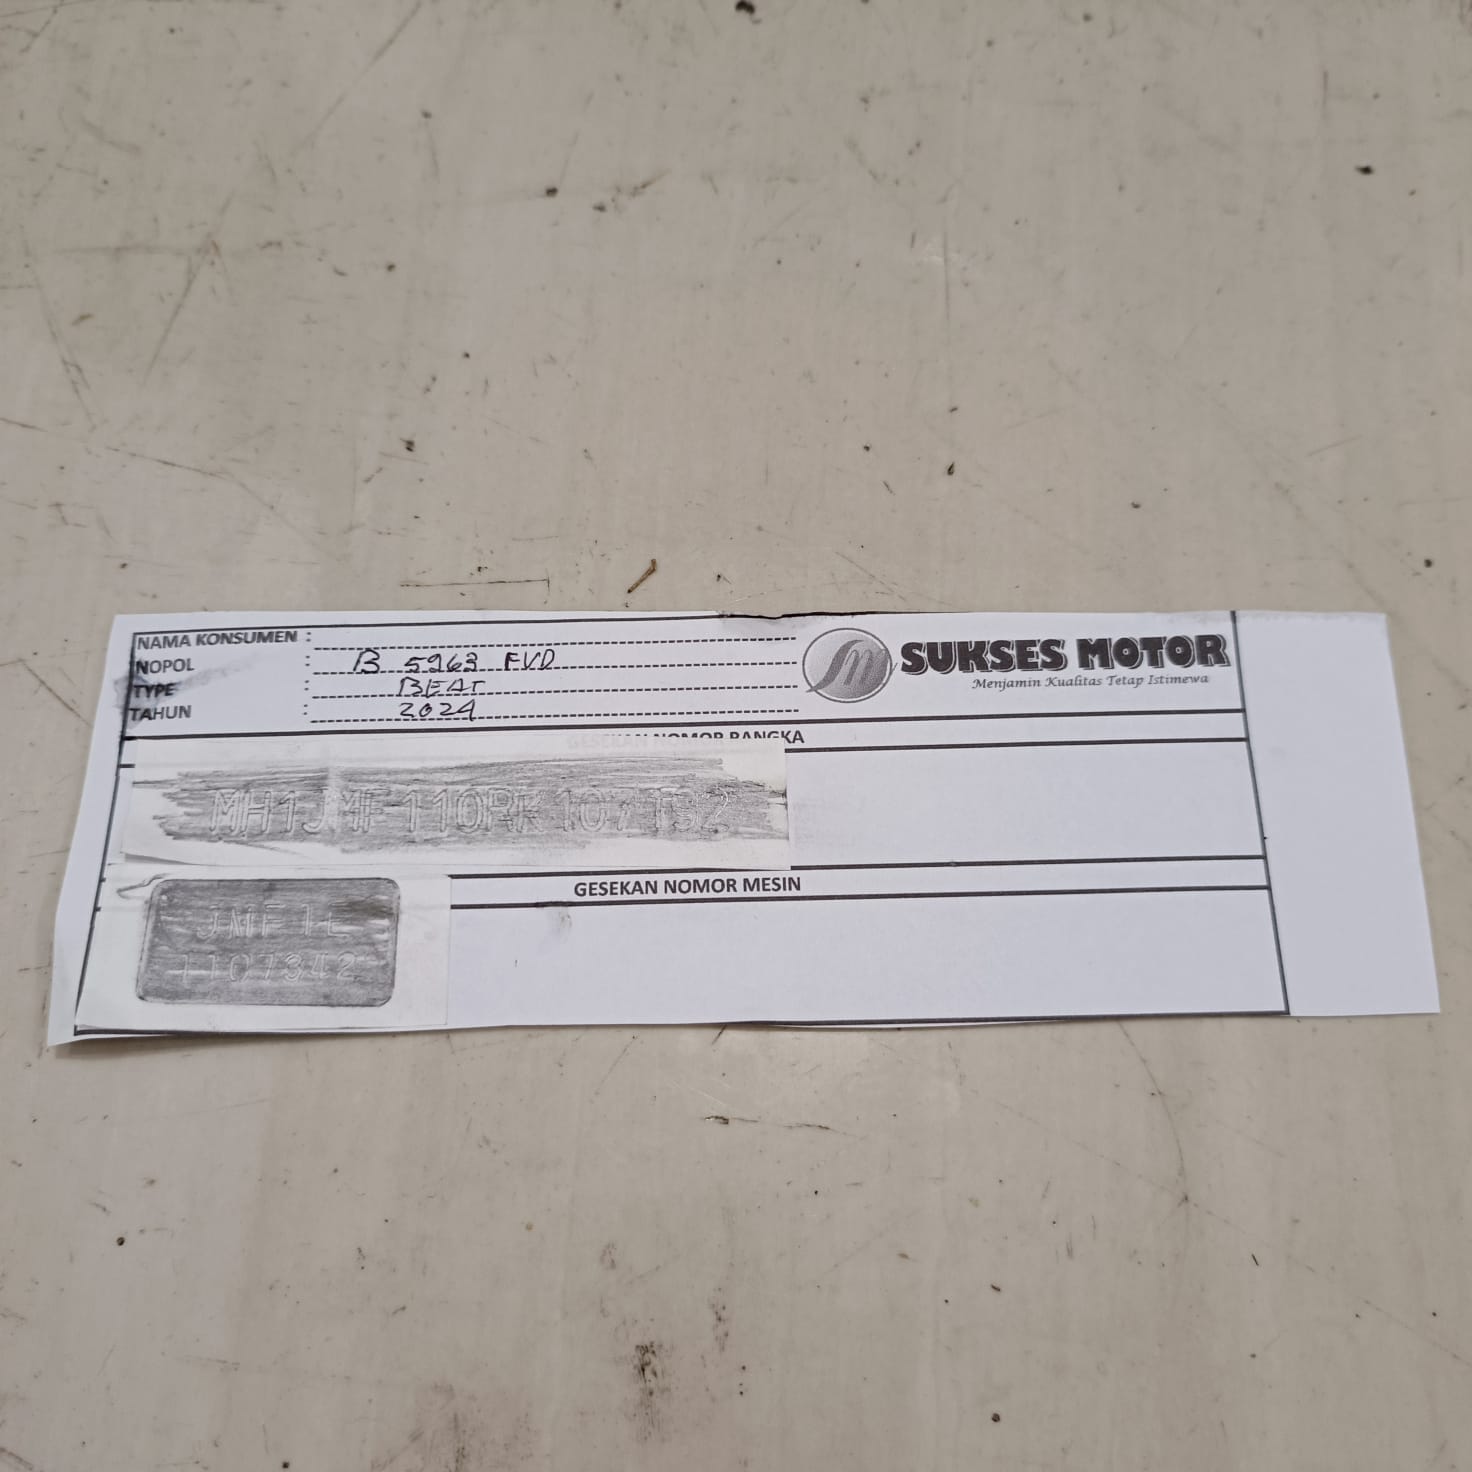 NAMA KONSUMEN :
NOPOL : B 5963 FVD
TYPE : BEAT
TAHUN : 2024
SUKSES MOTOR
Menjamin Kualitas Tetap Istimewa
GESEKAN NOMOR RANGKA
GESEKAN NOMOR MESIN
JMF1E
1107342